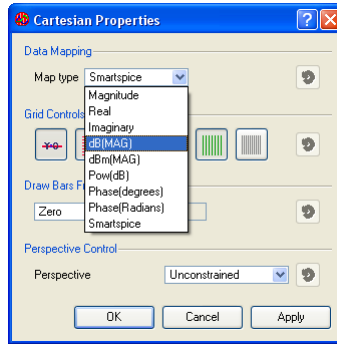 Cartesian Properties
Data Mapping
Map type Smartspice
Magnitude
Real
Imaginary
dB(MAG)
dBm(MAG)
Pow(dB)
Phase(degrees)
Phase(Radians)
Smartspice
Grid Controls
Y=0
Draw Bars F
Zero
Perspective Control
Perspective Unconstrained
OK Cancel Apply